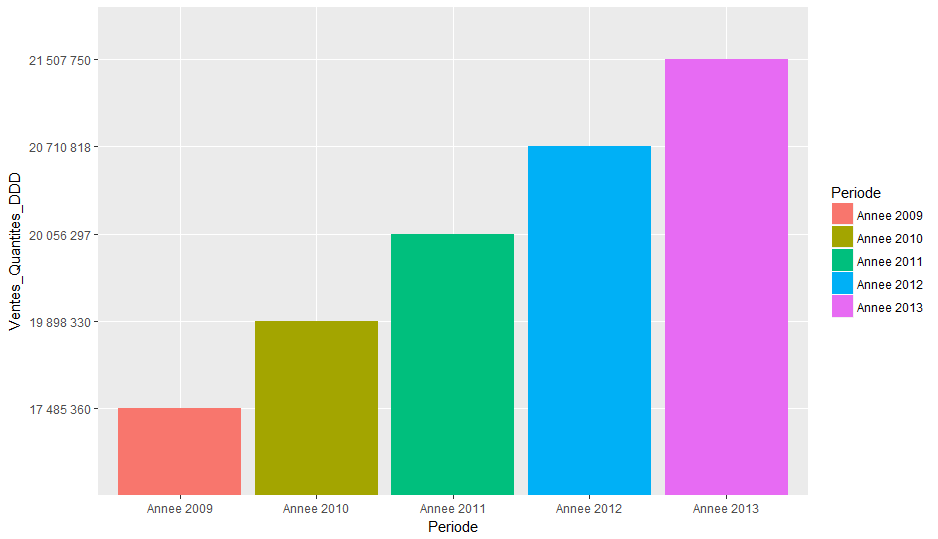 Ventes_Quantites_DDD
21 507 750
20 710 818
20 056 297
19 898 330
17 485 360
Annee 2009
Annee 2010
Annee 2011
Annee 2012
Annee 2013
Periode
Periode
Annee 2009
Annee 2010
Annee 2011
Annee 2012
Annee 2013